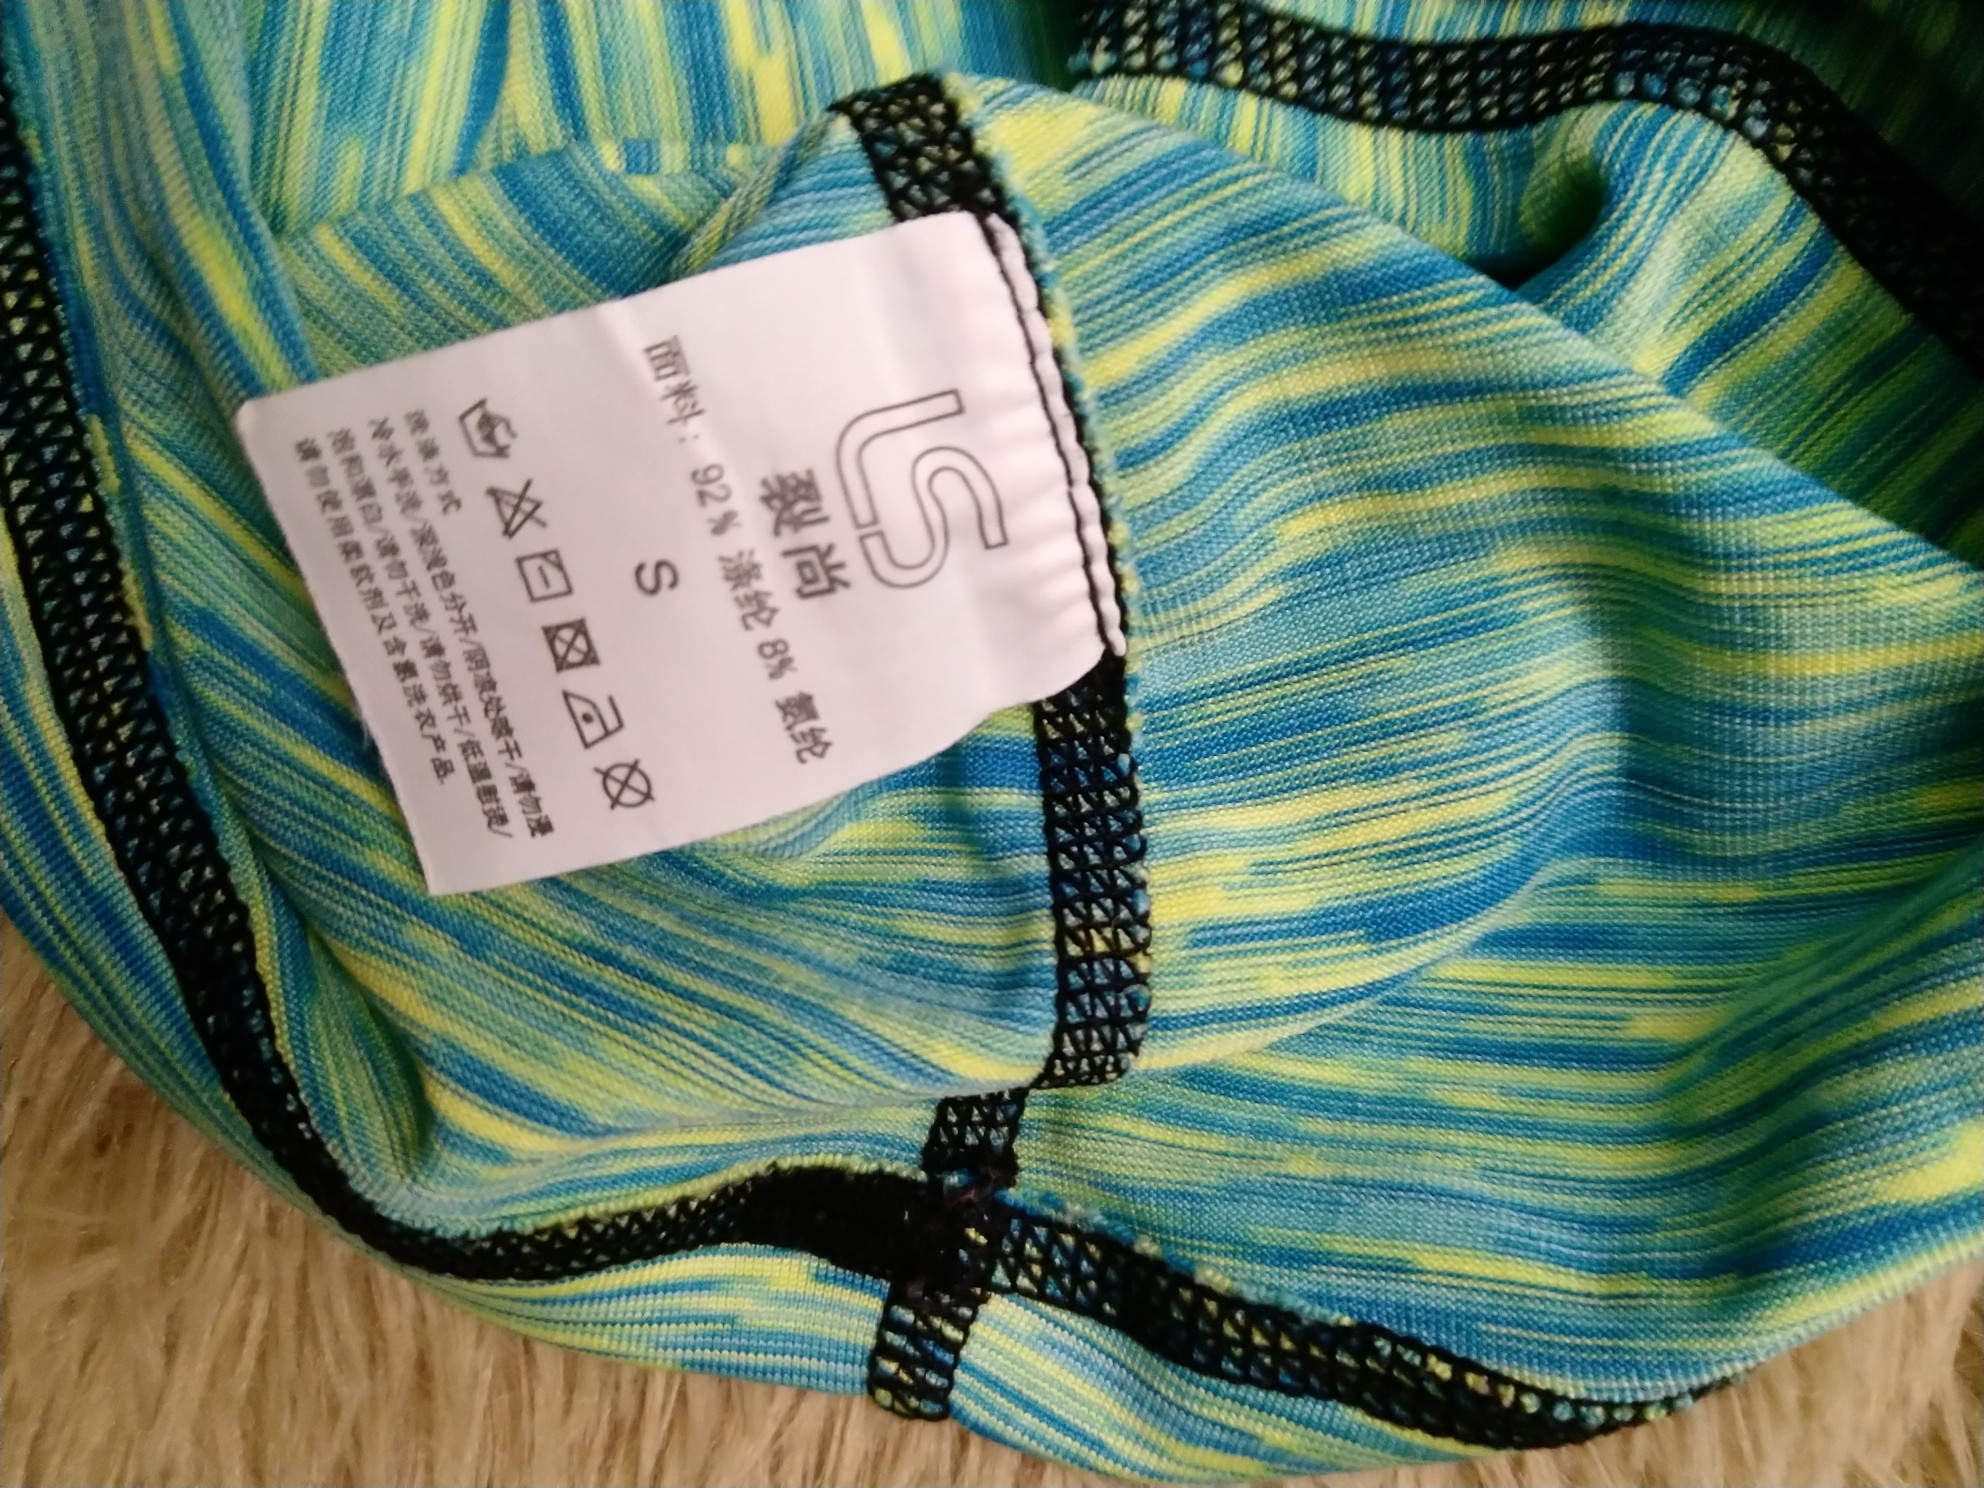 LS
裂尚
面料：92% 涤纶 8% 氨纶
S
洗涤方式
冷水手洗/深浅色分开/阴凉处晾干/请勿漫
泡和漂白/请勿干洗/请勿烘干/低温熨烫/
请勿使用柔软剂及含氯洗衣产品.